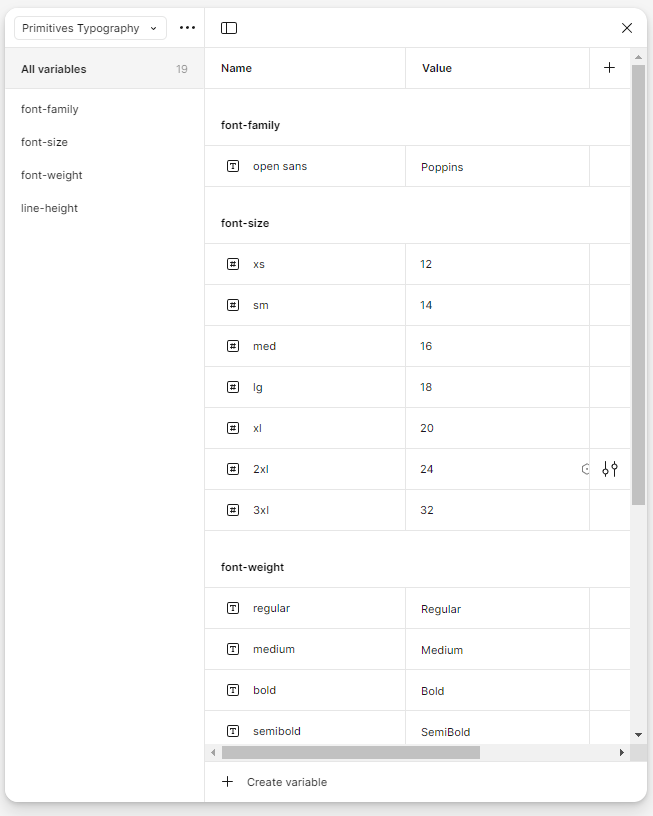 Primitives Typography
All variables 19
font-family
font-size
font-weight
line-height
Name Value
font-family
open sans Poppins
font-size
xs 12
sm 14
med 16
lg 18
xl 20
2xl 24
3xl 32
font-weight
regular Regular
medium Medium
bold Bold
semibold SemiBold
Create variable